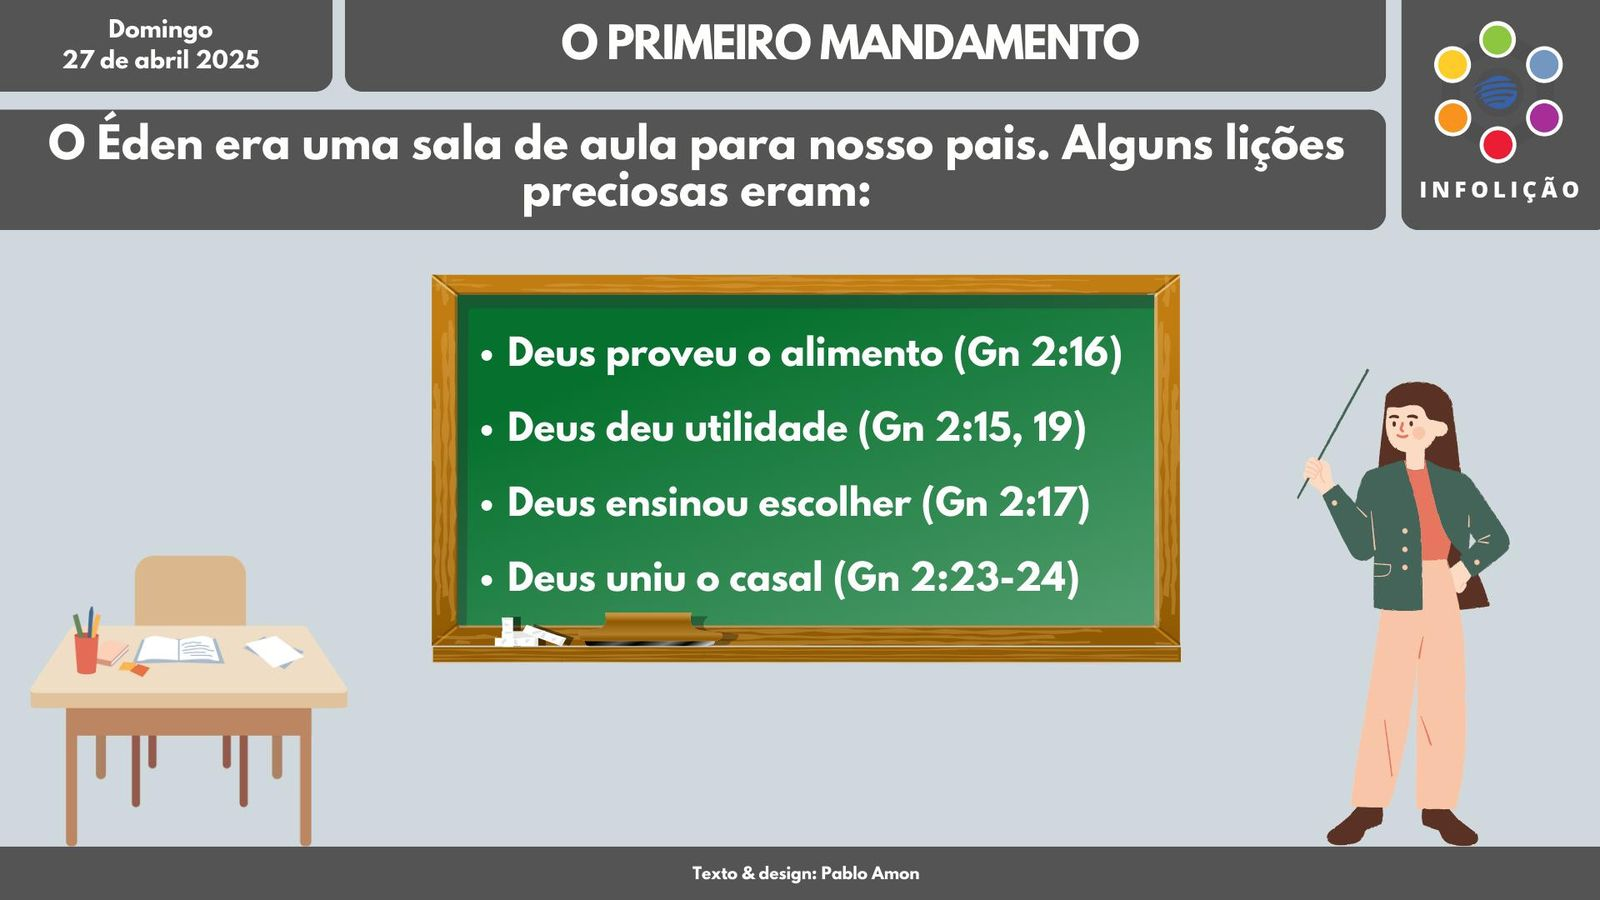 Domingo
27 de abril 2025
O PRIMEIRO MANDAMENTO
INFOLIÇÃO
O Éden era uma sala de aula para nosso pais. Alguns lições
preciosas eram:
• Deus proveu o alimento (Gn 2:16)
• Deus deu utilidade (Gn 2:15, 19)
• Deus ensinou escolher (Gn 2:17)
• Deus uniu o casal (Gn 2:23-24)
Texto & design: Pablo Amon